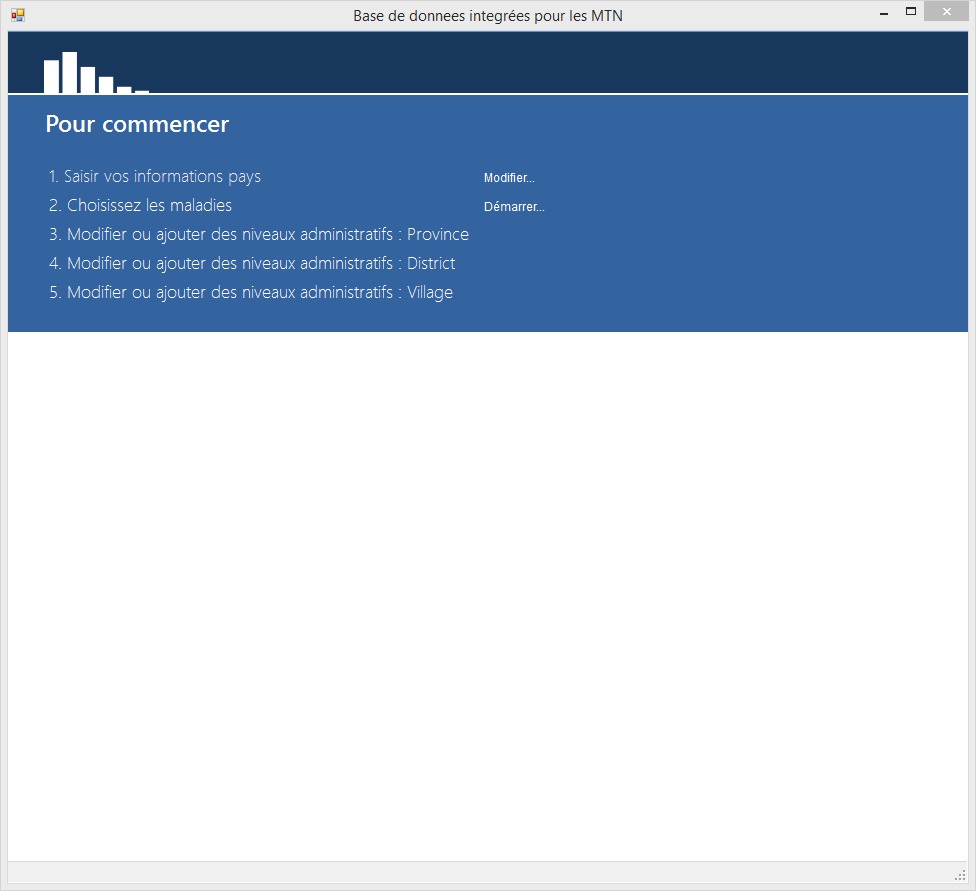 Base de donnees integrées pour les MTN
Pour commencer
1. Saisir vos informations pays Modifier...
2. Choisissez les maladies Démarrer...
3. Modifier ou ajouter des niveaux administratifs : Province
4. Modifier ou ajouter des niveaux administratifs : District
5. Modifier ou ajouter des niveaux administratifs : Village